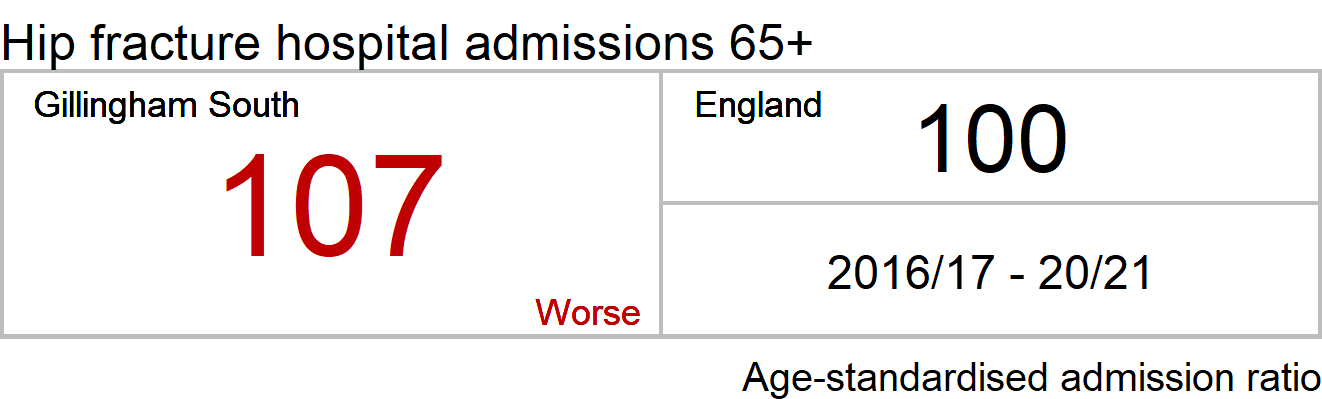 Hip fracture hospital admissions 65+
Gillingham South
107
Worse
England
100
2016/17 - 20/21
Age-standardised admission ratio